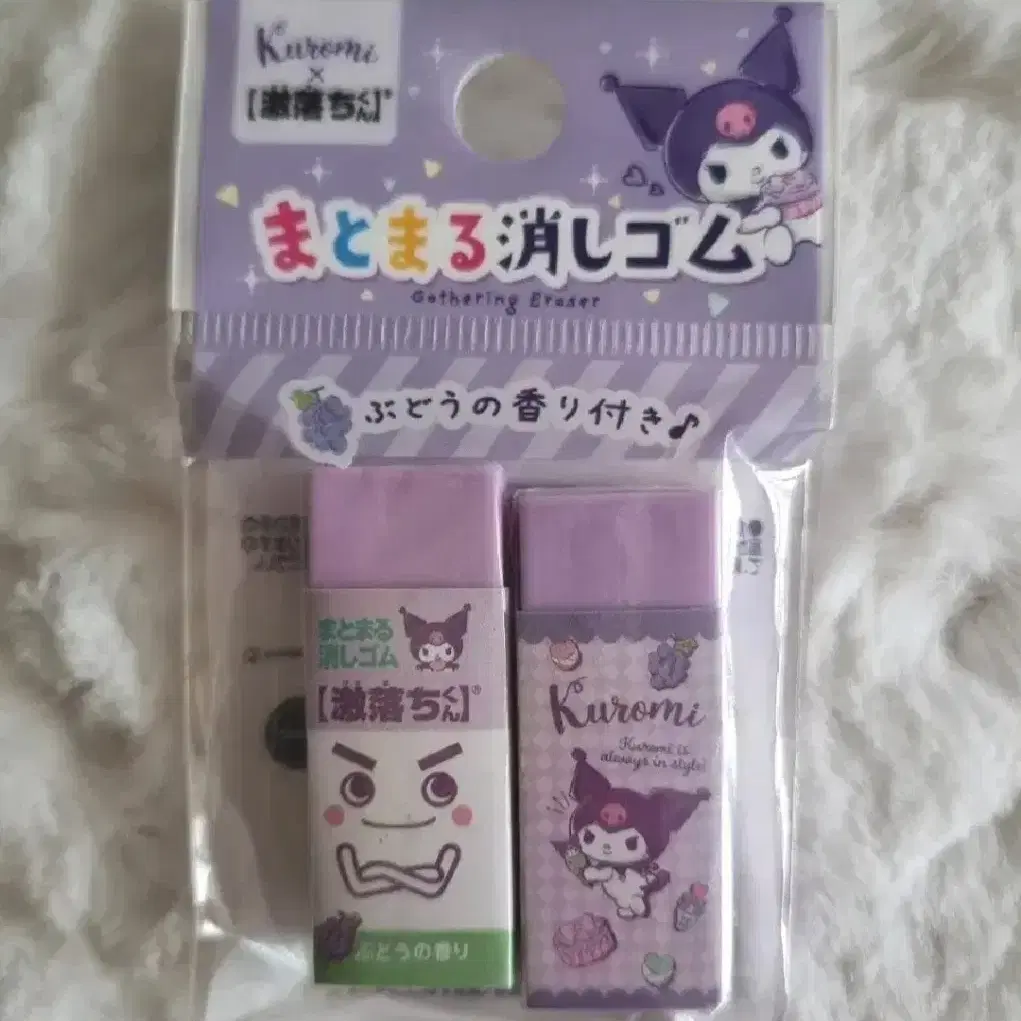 Kuromi
×
【激落ちくん】®
まとまる消しゴム
Gathering Eraser
ぶどうの香り付き♪
まとまる
消しゴム
【激落ちくん】®
ぶどうの香り
Kuromi
Kuromi is
always in style!